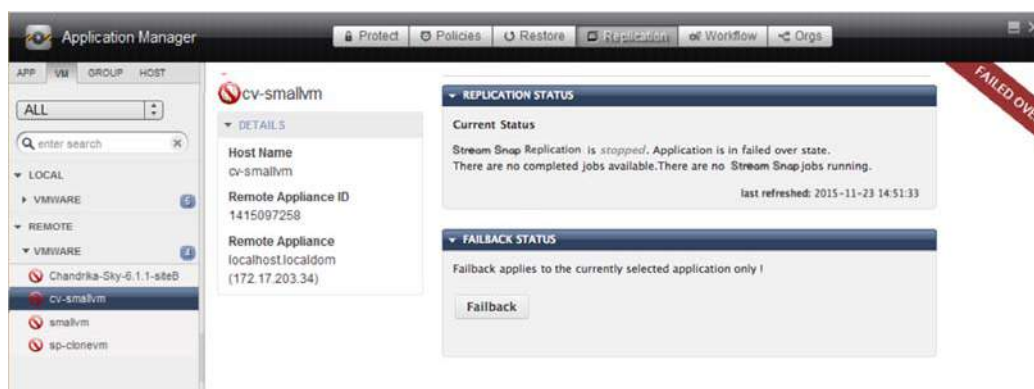 Application Manager
Protect
Policies
Restore
Replication
Workflow
Orgs
APP VM GROUP HOST
ALL
enter search
LOCAL
VMWARE 5
REMOTE
VMWARE 4
Chandrika-Sky-6.1.1-siteB
cv-smallvm
smallvm
sp-clonevm
cv-smallvm
DETAILS
Host Name
cv-smallvm
Remote Appliance ID
1415097258
Remote Appliance
localhost.localdom
(172.17.203.34)
REPLICATION STATUS
Current Status
Stream Snap Replication is stopped. Application is in failed over state.
There are no completed jobs available.There are no Stream Snap jobs running.
last refreshed: 2015-11-23 14:51:33
FAILBACK STATUS
Failback applies to the currently selected application only !
Failback
FAILED OVE